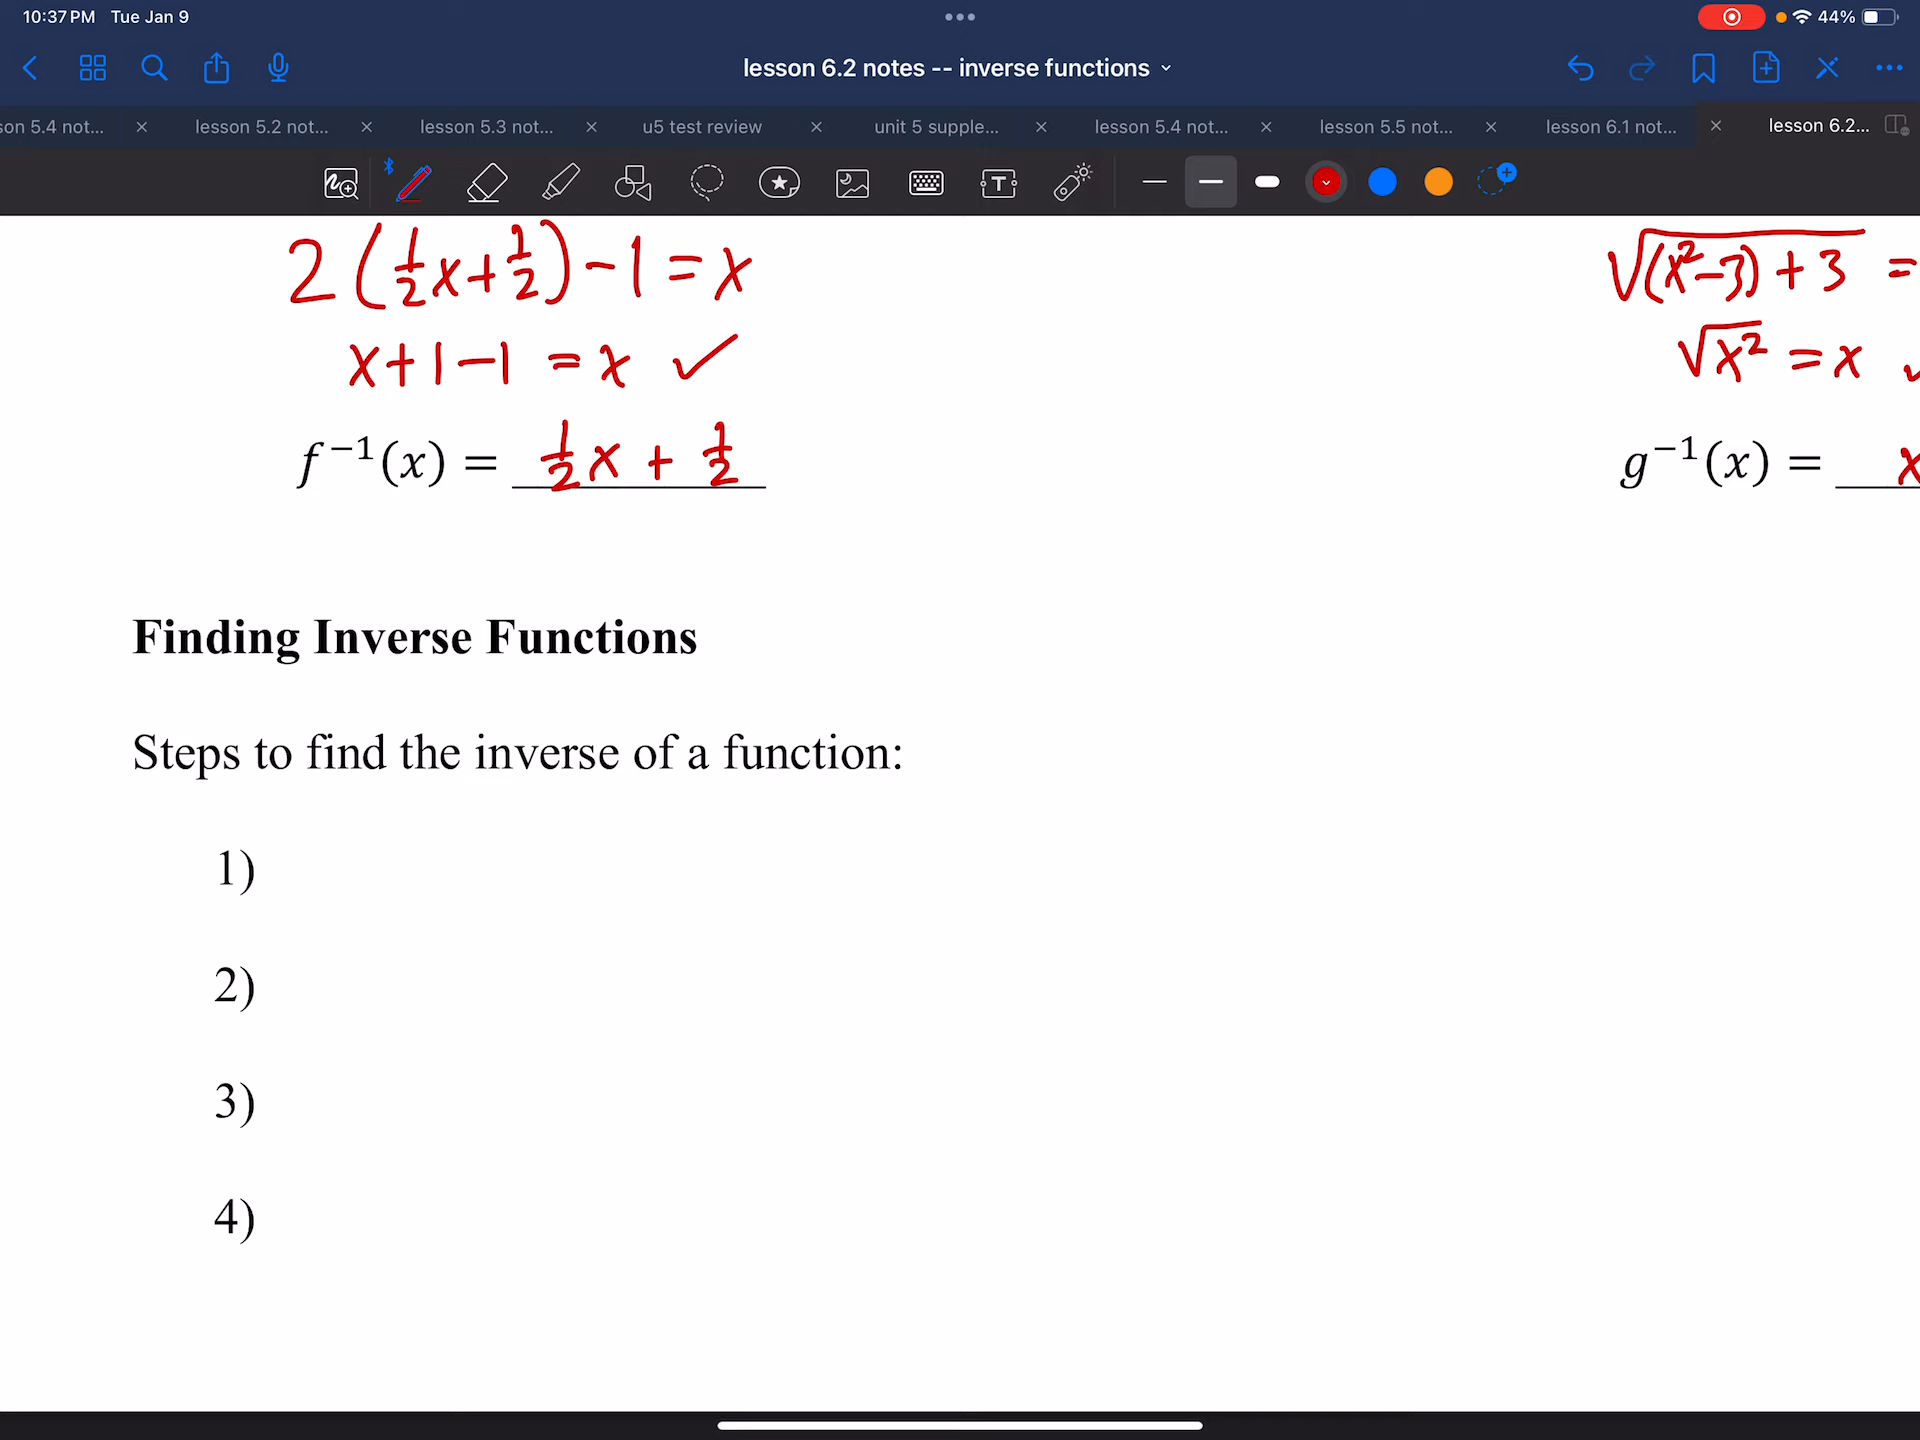 10:37 PM Tue Jan 9
44%
lesson 6.2 notes -- inverse functions
son 5.4 not... lesson 5.2 not... lesson 5.3 not... u5 test review unit 5 supple... lesson 5.4 not... lesson 5.5 not... lesson 6.1 not... lesson 6.2...
2(½x+½)-1=x
√((x²-3)+3) =
x+1-1 = x ✓
√x² = x ✓
f⁻¹(x) = ½x + ½
g⁻¹(x) = x
Finding Inverse Functions
Steps to find the inverse of a function:
1)
2)
3)
4)